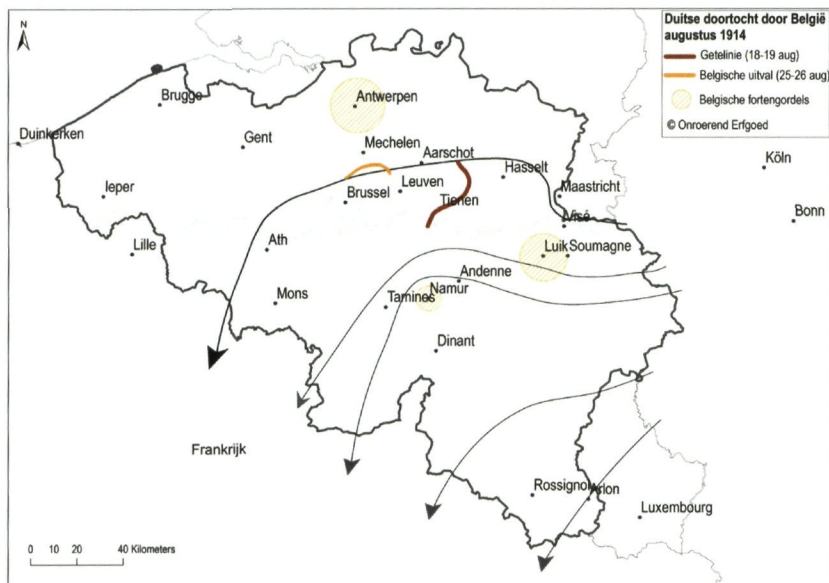 N
Duitse doortocht door België
augustus 1914
Getelinie (18-19 aug)
Belgische uitval (25-26 aug)
Belgische fortengordels
© Onroerend Erfgoed
Brugge
Antwerpen
Duinkerken
Gent
Mechelen
Aarschot
Hasselt
Köln
Maastricht
Ieper
Brussel
Leuven
Tienen
Visé
Bonn
Lille
Ath
Luik
Soumagne
Andenne
Mons
Tamines
Namur
Dinant
Frankrijk
Rossignol
Arlon
Luxembourg
0 10 20 40 Kilometers